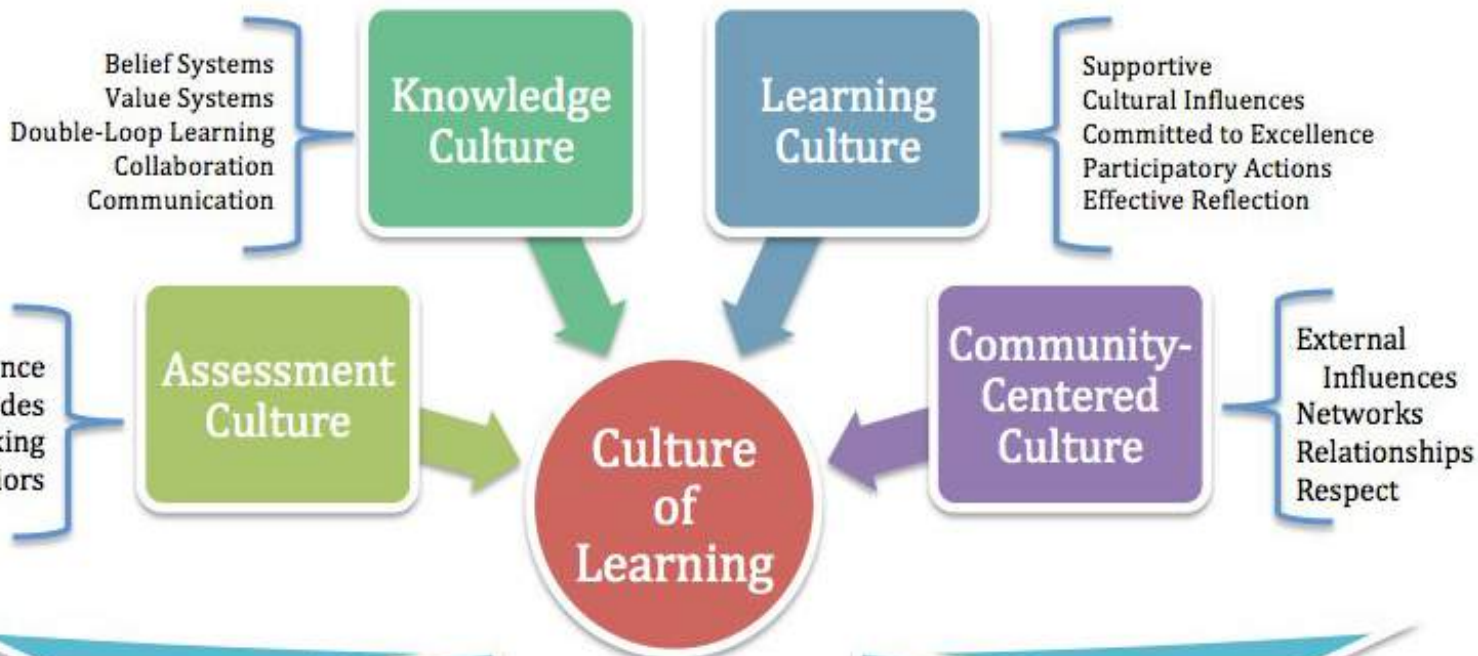 Belief Systems
Value Systems
Double-Loop Learning
Collaboration
Communication
Knowledge
Culture
Learning
Culture
Supportive
Cultural Influences
Committed to Excellence
Participatory Actions
Effective Reflection
Assessment
Culture
Community-
Centered
Culture
External
Influences
Networks
Relationships
Respect
Culture
of
Learning